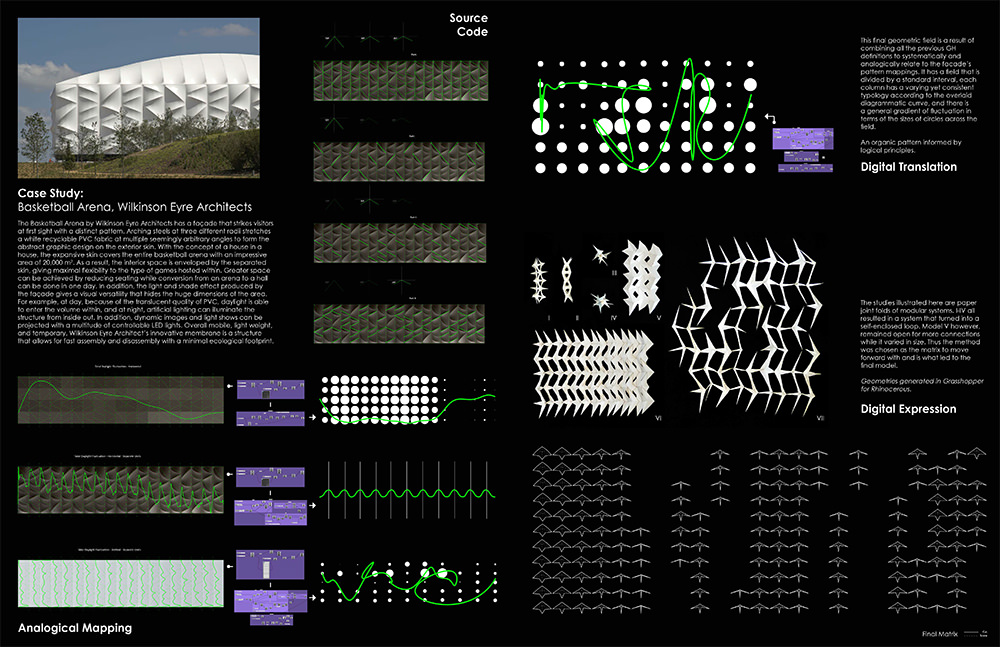 Source
Code
Case Study:
Basketball Arena, Wilkinson Eyre Architects
The Basketball Arena by Wilkinson Eyre Architects has a façade that strikes visitors
at first sight with a distinct pattern. Arching steels at three different radii stretches
a white recyclable PVC fabric at multiple seemingly arbitrary angles to form the
abstract graphic design on the exterior skin. With the concept of a house in a
house, the expansive skin covers the entire basketball arena with an impressive
area of 20,000 m². As a result, the interior space is enveloped by the separated
skin, giving maximal flexibility to the type of games hosted within. Greater space
can be achieved by reducing seating while conversion from an arena to a hall
can be done in one day. In addition, the light and shade effect produced by
the façade gives a visual versatility that hides the huge dimensions of the area.
For example, at day, because of the translucent quality of PVC, daylight is able
to enter the volume within, and at night, artificial lighting can illuminate the
structure from inside out. In addition, dynamic images and light shows can be
projected with a multitude of controllable LED lights. Overall mobile, light weight,
and temporary, Wilkinson Eyre Architect's innovative membrane is a structure
that allows for fast assembly and disassembly with a minimal ecological footprint.
Analogical Mapping
This final geometric field is a result of
combining all the previous GH
definitions to systematically and
analogically relate to the facade's
pattern mappings. It has a field that is
divided by a standard interval, each
column has a varying yet consistent
typology according to the overlaid
diagrammatic curve, and there is
a general gradient of fluctuation in
terms of the sizes of circles across the
field.
An organic pattern informed by
logical principles.
Digital Translation
I
II
III
IV
V
VI
VII
The studies illustrated here are paper
joint folds of modular systems. I-IV all
resulted in a system that turned into a
self-enclosed loop. Model V however,
remained open for more connections
while it varied in size. Thus the method
was chosen as the matrix to move
forward with and is what led to the
final model.
Geometries generated in Grasshopper
for Rhinocerous.
Digital Expression
Final Matrix